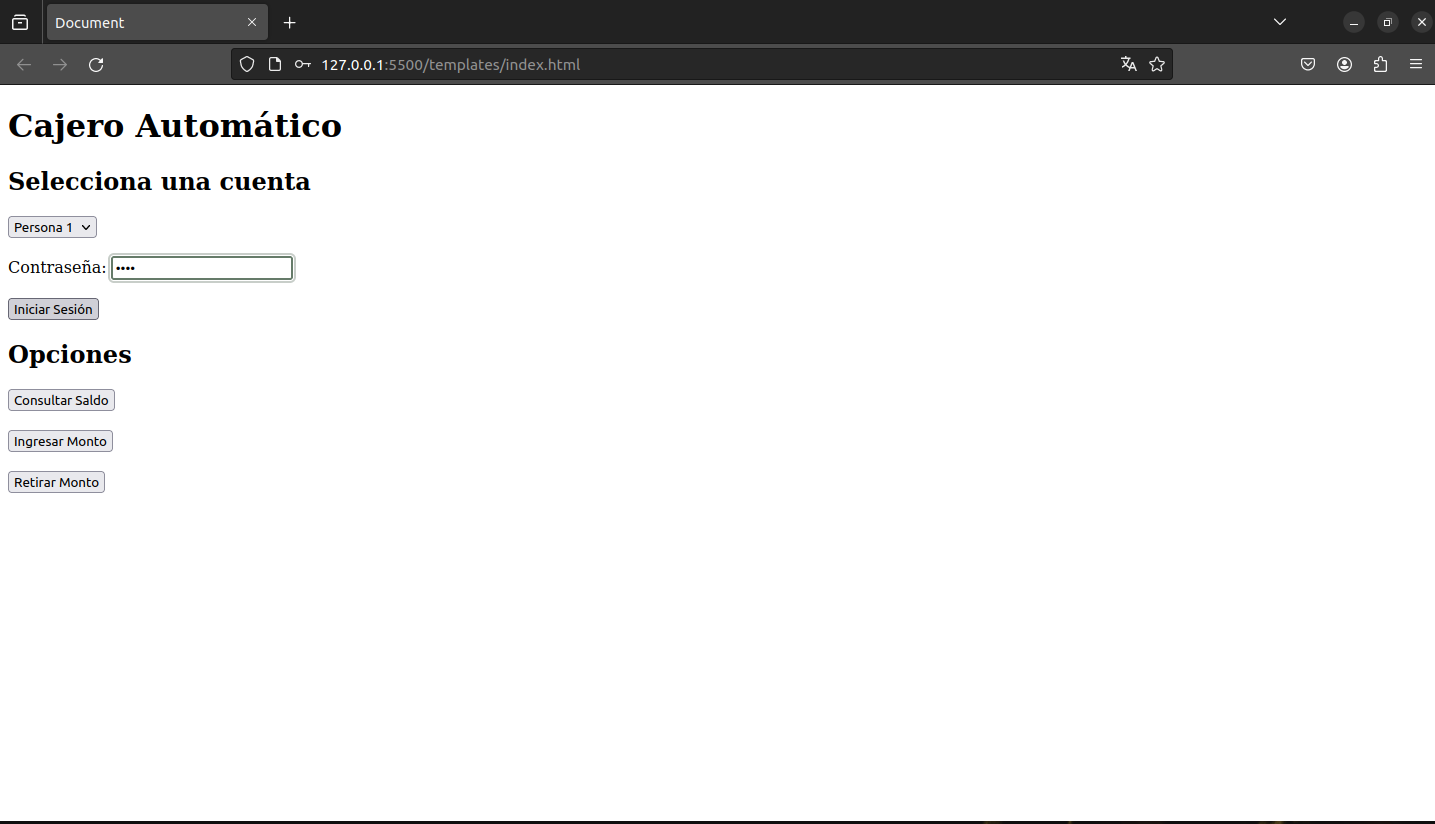 Document
127.0.0.1:5500/templates/index.html
Cajero Automático
Selecciona una cuenta
Persona 1
Contraseña: ••••
Iniciar Sesión
Opciones
Consultar Saldo
Ingresar Monto
Retirar Monto